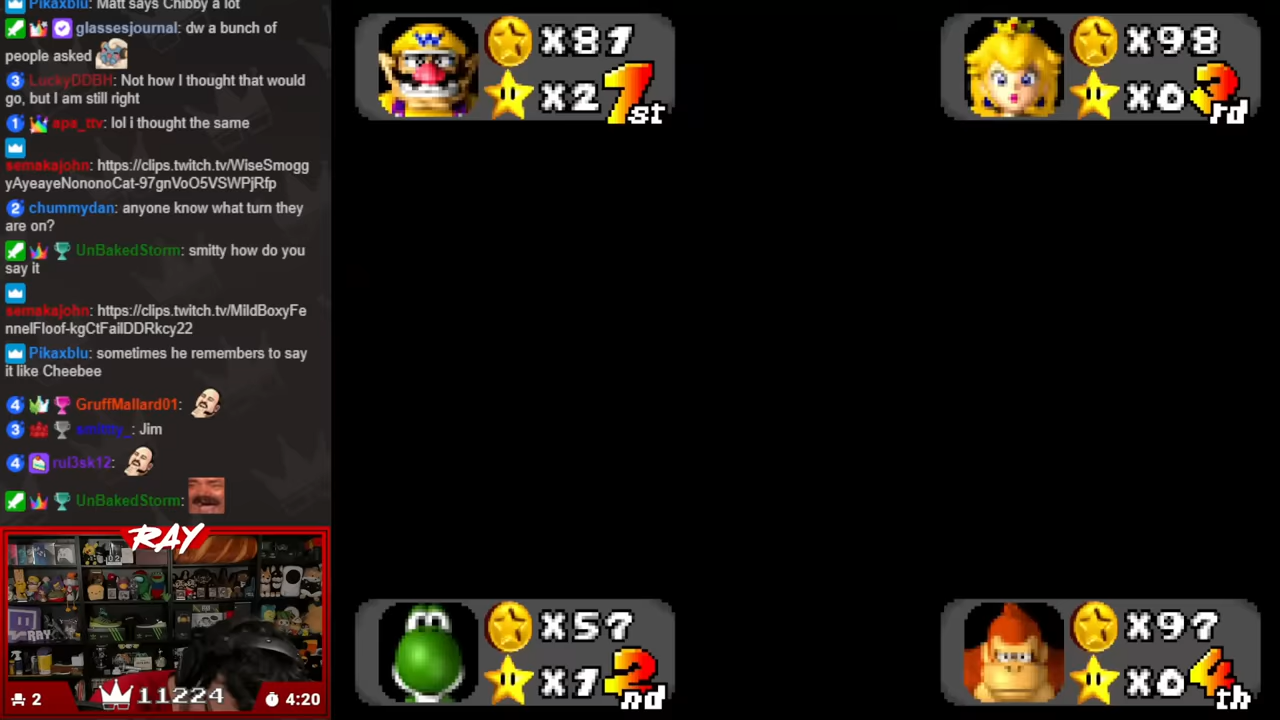 Pikaxblu: Matt says Chibby a lot
glassesjournal: dw a bunch of
people asked
3 LuckyDDBH: Not how I thought that would
go, but I am still right
1 apa_ttv: lol i thought the same
semakajohn: https://clips.twitch.tv/WiseSmogg
yAyeayeNononoCat-97gnVoO5VSWPjRfp
2 chummydan: anyone know what turn they
are on?
UnBakedStorm: smitty how do you
say it
semakajohn: https://clips.twitch.tv/MildBoxyFe
nnelFloof-kgCtFailDDRkcy22
Pikaxblu: sometimes he remembers to say
it like Cheebee
4 GruffMallard01:
3 smittty_: Jim
4 rul3sk12:
UnBakedStorm:
RAY
2
11224
4:20
W
X87
X2 1st
X98
X0 3rd
X57
X1 2nd
X97
X0 4th